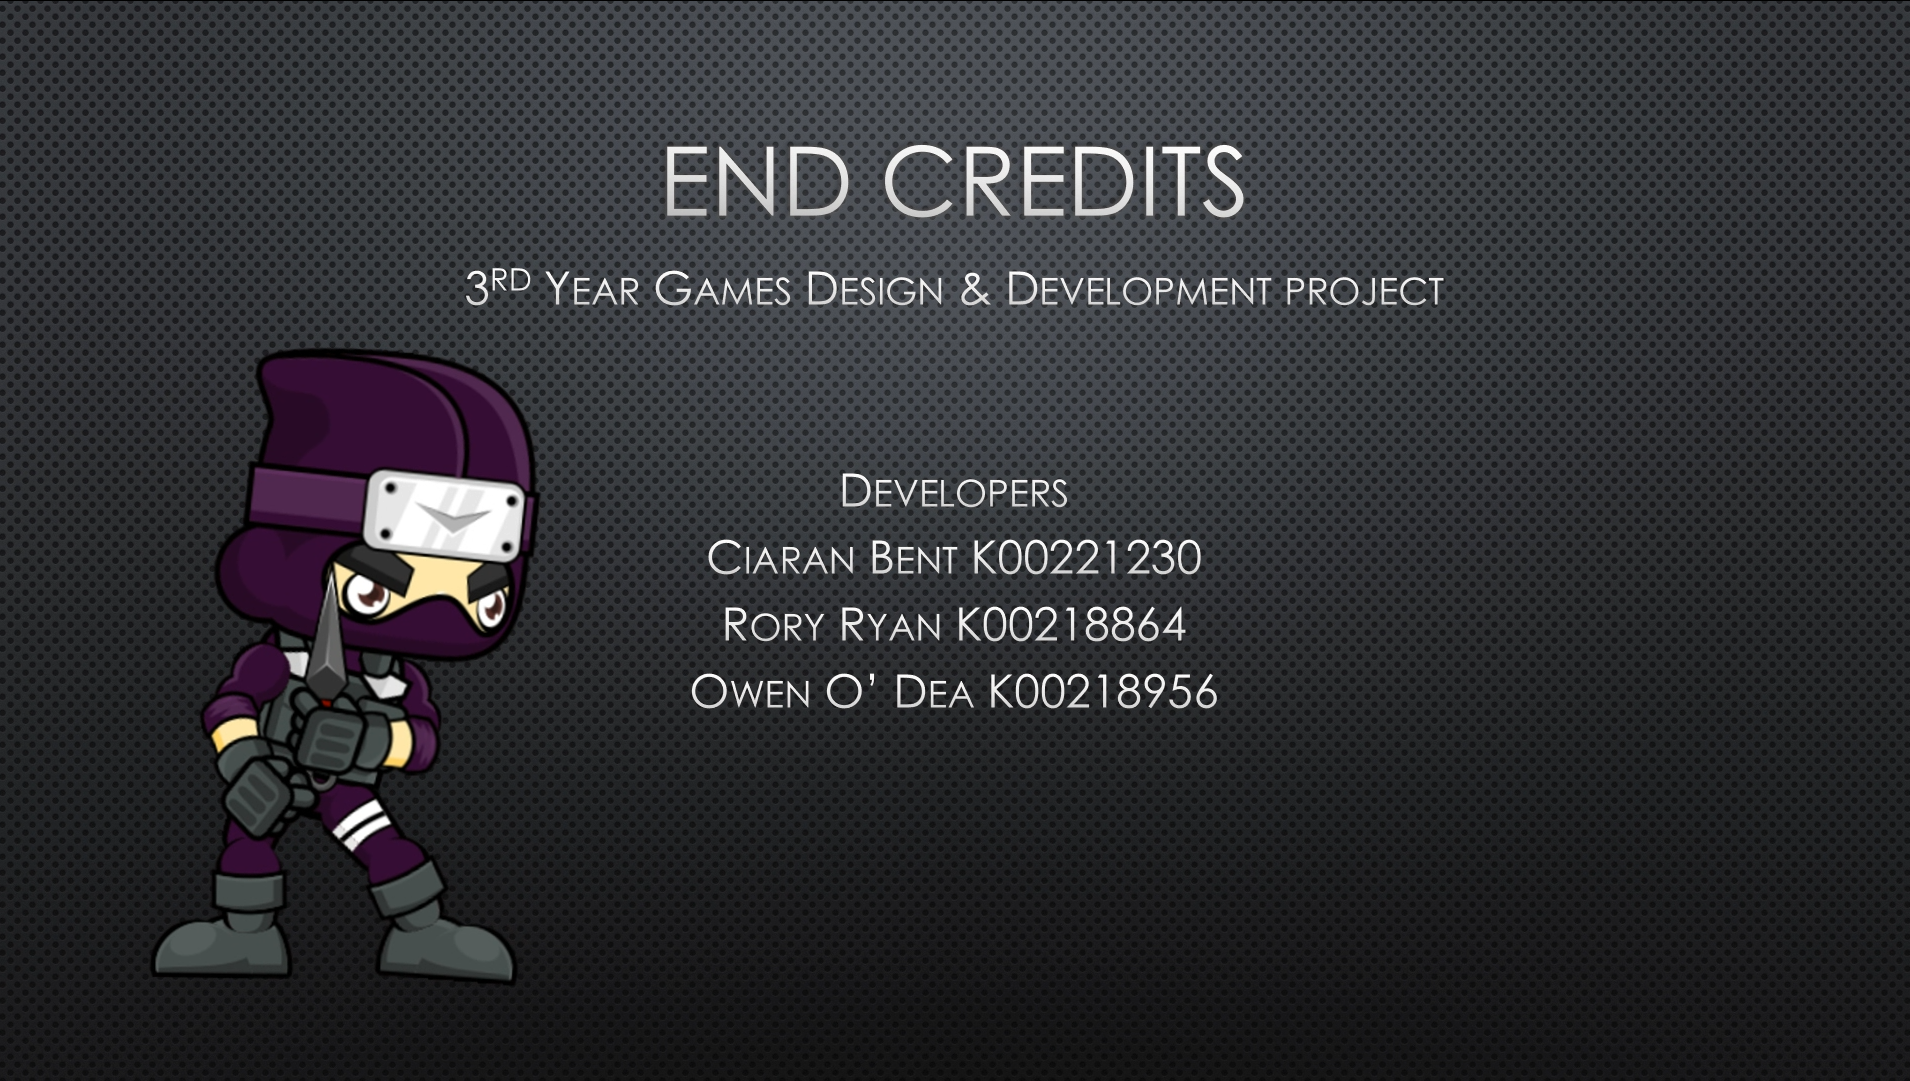 END CREDITS
3RD YEAR GAMES DESIGN & DEVELOPMENT PROJECT
DEVELOPERS
CIARAN BENT K00221230
RORY RYAN K00218864
OWEN O’ DEA K00218956